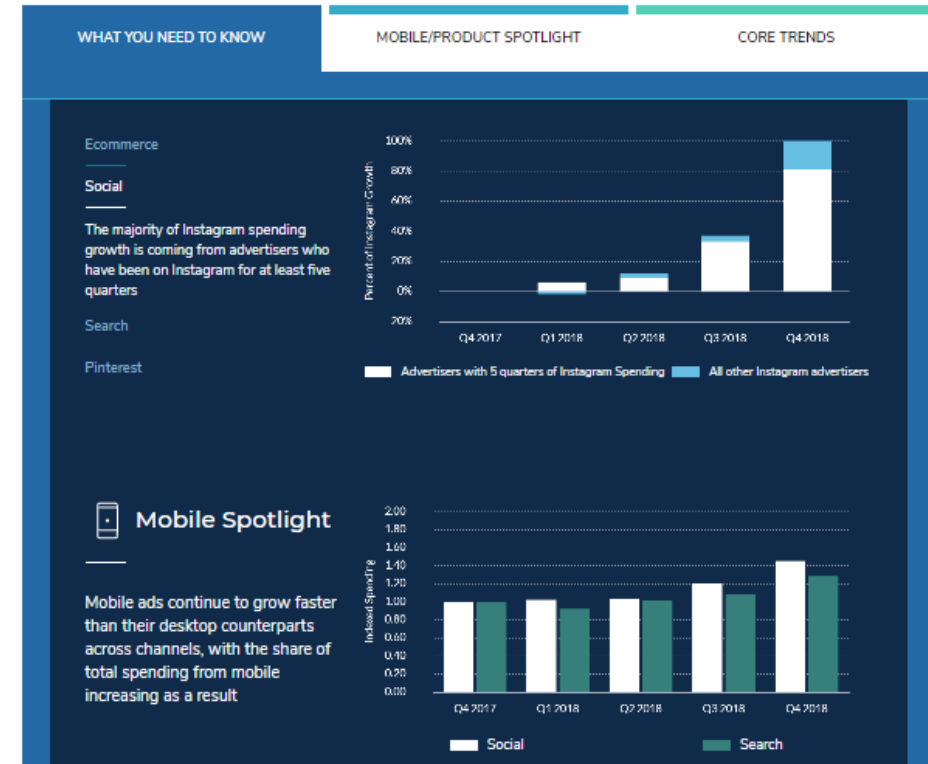 WHAT YOU NEED TO KNOW
MOBILE/PRODUCT SPOTLIGHT
CORE TRENDS
Ecommerce
Social
The majority of Instagram spending
growth is coming from advertisers who
have been on Instagram for at least five
quarters
Search
Pinterest
Percent of Instagram Growth
100%
80%
60%
40%
20%
0%
20%
Q4 2017
Q1 2018
Q2 2018
Q3 2018
Q4 2018
Advertisers with 5 quarters of Instagram Spending
All other Instagram advertisers
Mobile Spotlight
Mobile ads continue to grow faster
than their desktop counterparts
across channels, with the share of
total spending from mobile
increasing as a result
Indexed Spending
2.00
1.80
1.60
1.40
1.20
1.00
0.80
0.60
0.40
0.20
0.00
Q4 2017
Q1 2018
Q2 2018
Q3 2018
Q4 2018
Social
Search